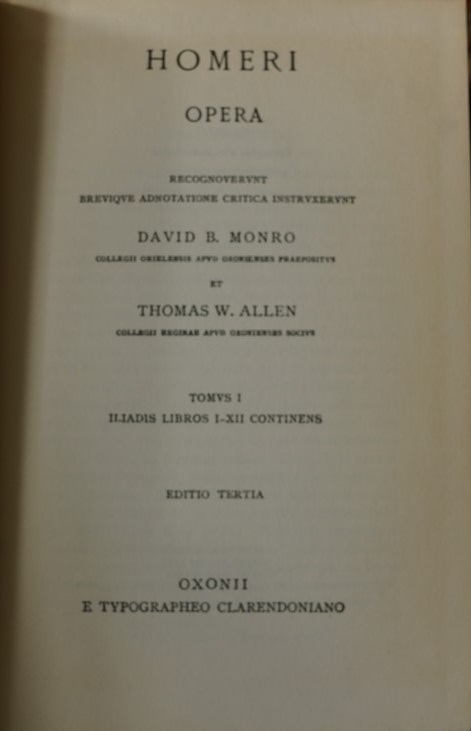 HOMERI
OPERA
RECOGNOVERVNT
BREVIQVE ADNOTATIONE CRITICA INSTRVXERVNT
DAVID B. MONRO
COLLEGII ORIELENSIS APVD OXONIENSES PRAEPOSITVS
ET
THOMAS W. ALLEN
COLLEGII REGINAE APVD OXONIENSES SOCIVS
TOMVS I
ILIADIS LIBROS I–XII CONTINENS
EDITIO TERTIA
OXONII
E TYPOGRAPHEO CLARENDONIANO